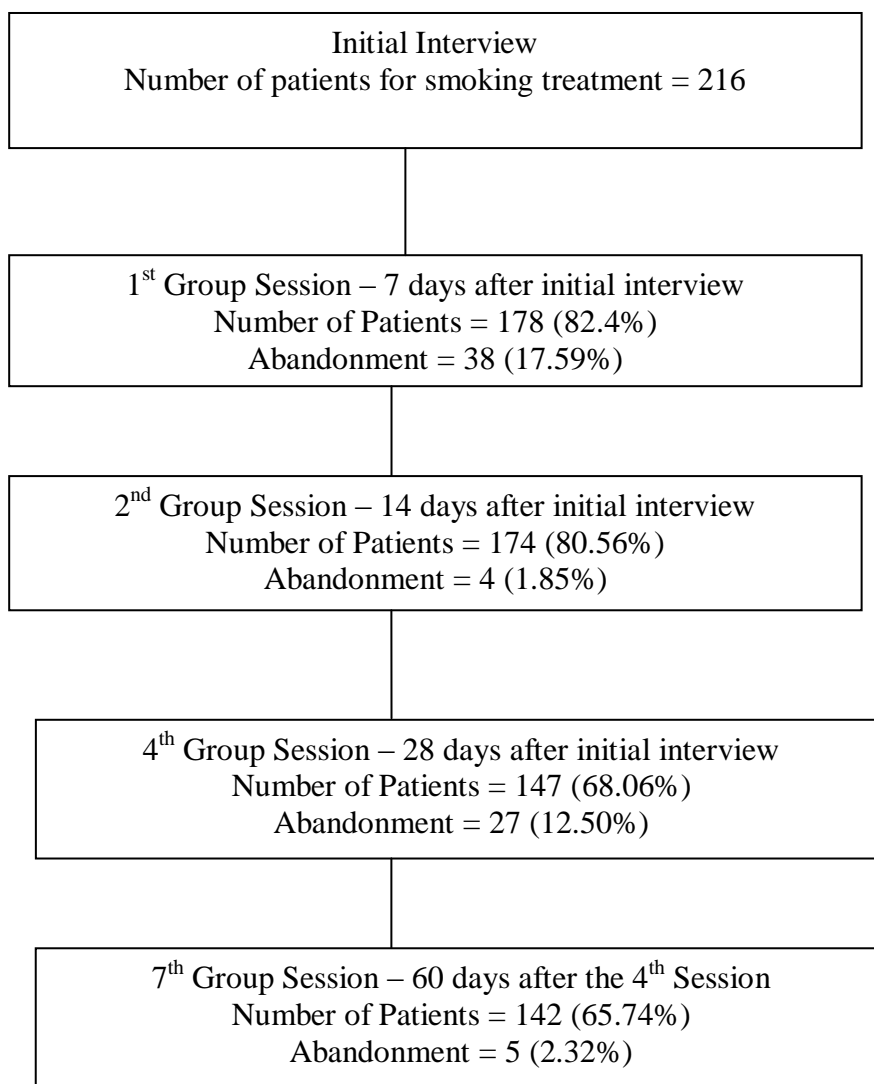 Initial Interview
Number of patients for smoking treatment = 216
1st Group Session – 7 days after initial interview
Number of Patients = 178 (82.4%)
Abandonment = 38 (17.59%)
2nd Group Session – 14 days after initial interview
Number of Patients = 174 (80.56%)
Abandonment = 4 (1.85%)
4th Group Session – 28 days after initial interview
Number of Patients = 147 (68.06%)
Abandonment = 27 (12.50%)
7th Group Session – 60 days after the 4th Session
Number of Patients = 142 (65.74%)
Abandonment = 5 (2.32%)